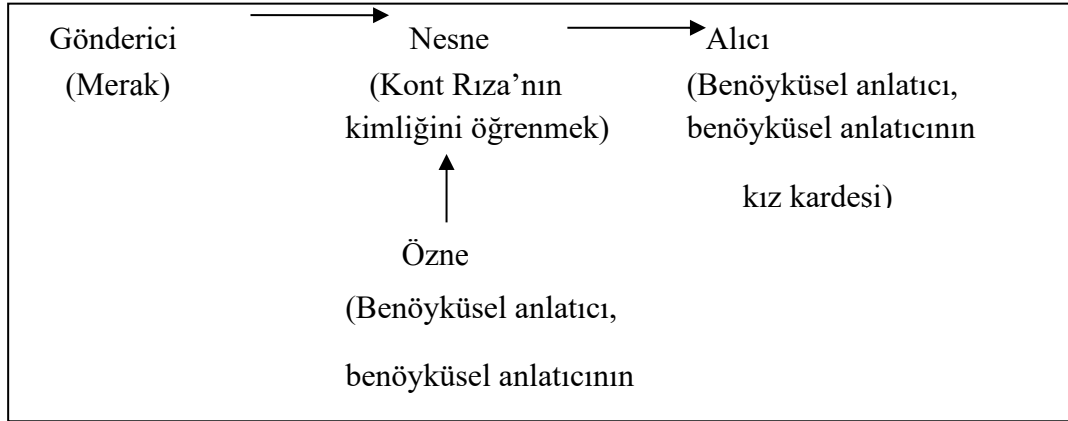 Gönderici Nesne Alıcı
(Merak) (Kont Rıza’nın (Benöyküsel anlatıcı,
kimliğini öğrenmek) benöyküsel anlatıcının
kız kardesi)
Özne
(Benöyküsel anlatıcı,
benöyküsel anlatıcının